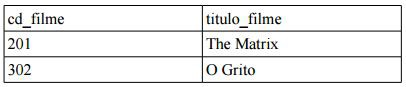 cd_filme titulo_filme
201 The Matrix
302 O Grito